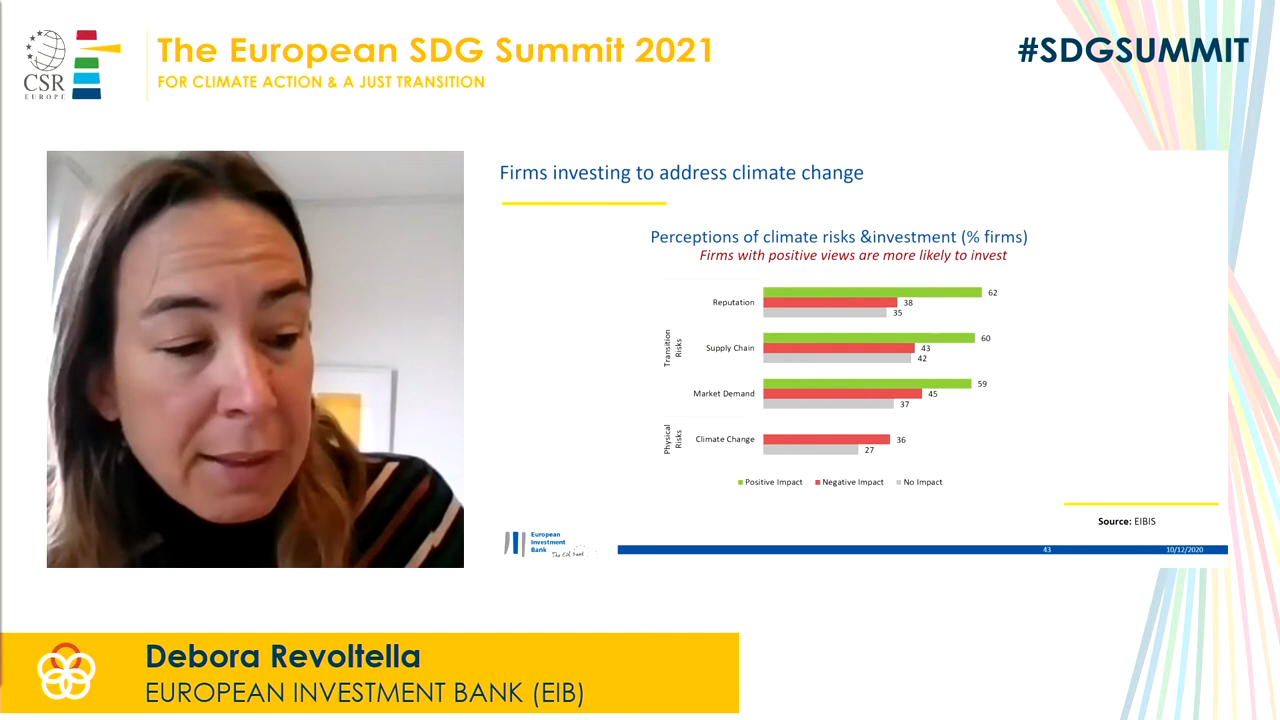 CSR
EUROPE
The European SDG Summit 2021
FOR CLIMATE ACTION & A JUST TRANSITION
#SDGSUMMIT
Firms investing to address climate change
Perceptions of climate risks &investment (% firms)
Firms with positive views are more likely to invest
Transition
Risks
Reputation
62
38
35
Supply Chain
60
43
42
Market Demand
59
45
37
Physical
Risks
Climate Change
36
27
Positive Impact Negative Impact No Impact
Source: EIBIS
European
Investment
Bank
The EU bank
43
10/12/2020
Debora Revoltella
EUROPEAN INVESTMENT BANK (EIB)